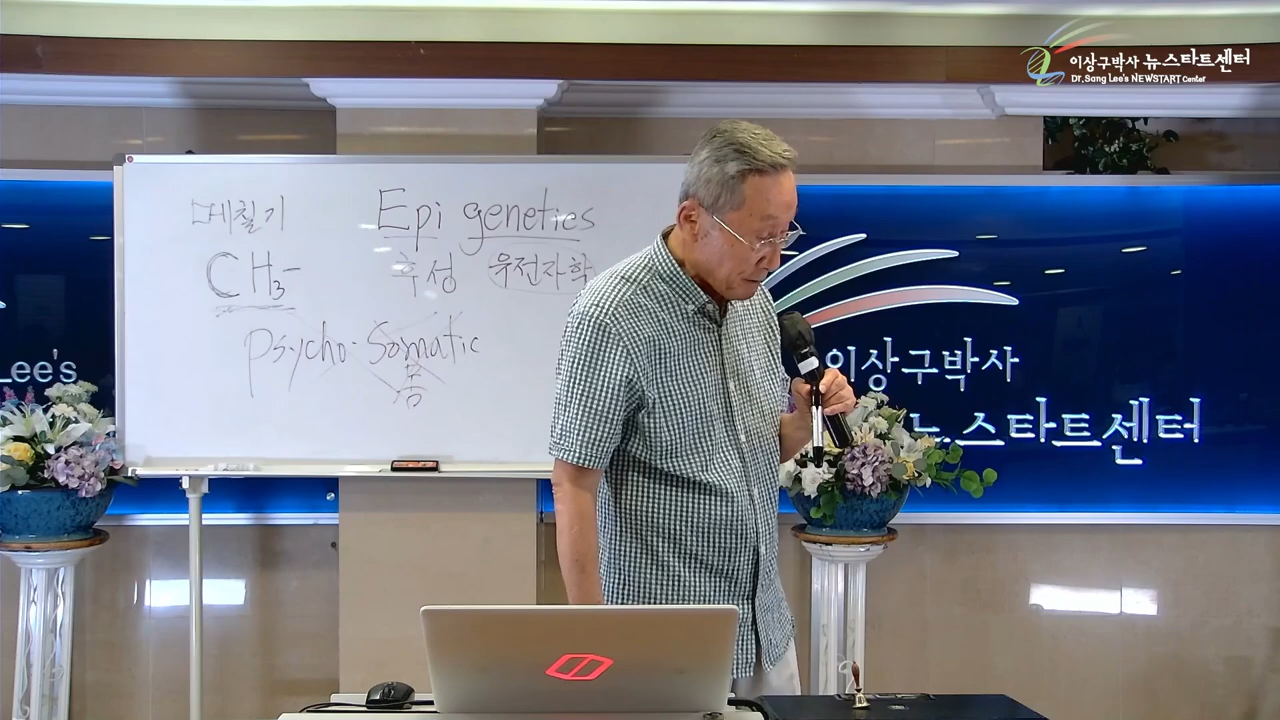 이상구박사 뉴스타트센터
Dr. Sang Lee's NEWSTART Center
메칠기 Epi genetics
CH3- 후성 유전자학
psycho-Somatic
몸
Lee's
이상구박사
뉴스타트센터